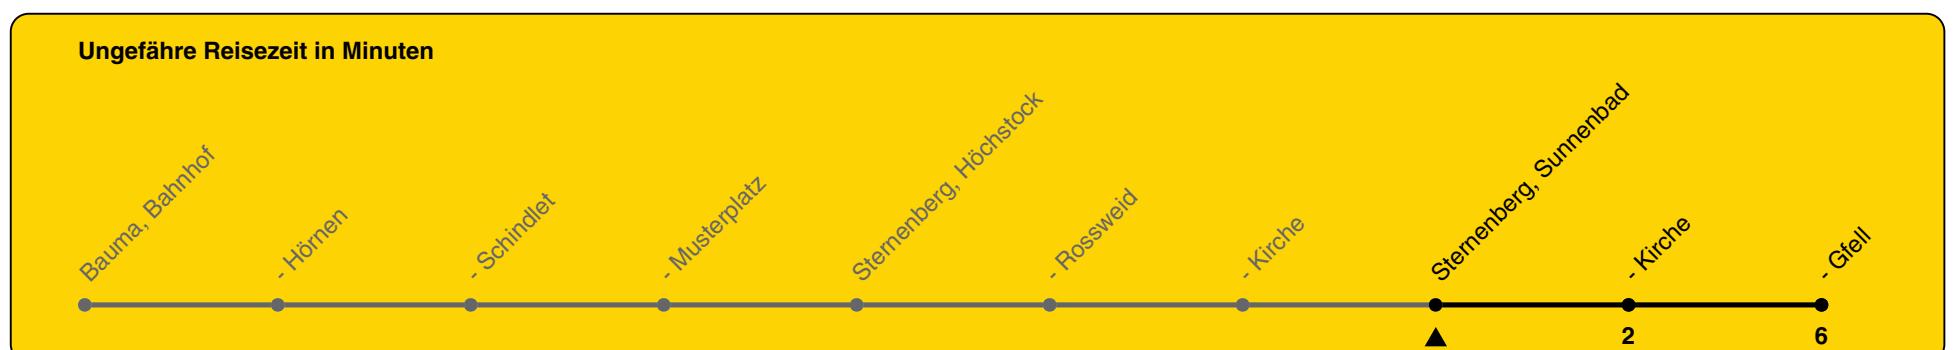 Ungefähre Reisezeit in Minuten
Bauma, Bahnhof
- Hörnen
- Schindlet
- Musterplatz
Sternenberg, Höchstock
- Rossweid
- Kirche
Sternenberg, Sunnenbad
- Kirche
- Gfell
2
6